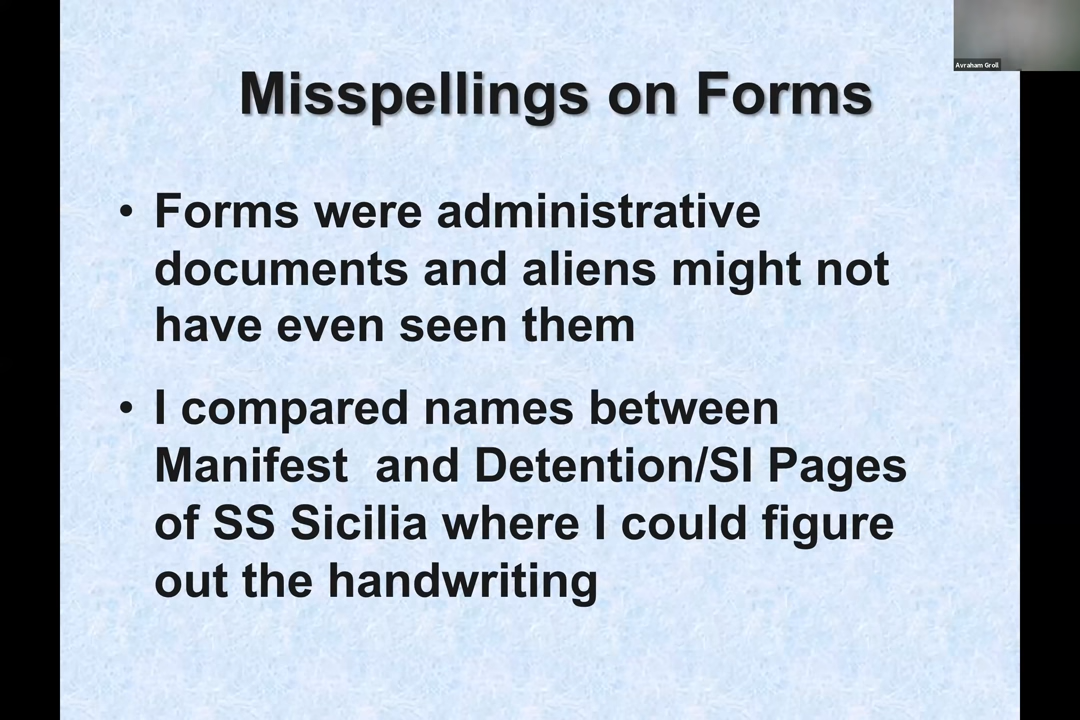 Avraham Groll
Misspellings on Forms
• Forms were administrative
documents and aliens might not
have even seen them
• I compared names between
Manifest  and Detention/SI Pages
of SS Sicilia where I could figure
out the handwriting